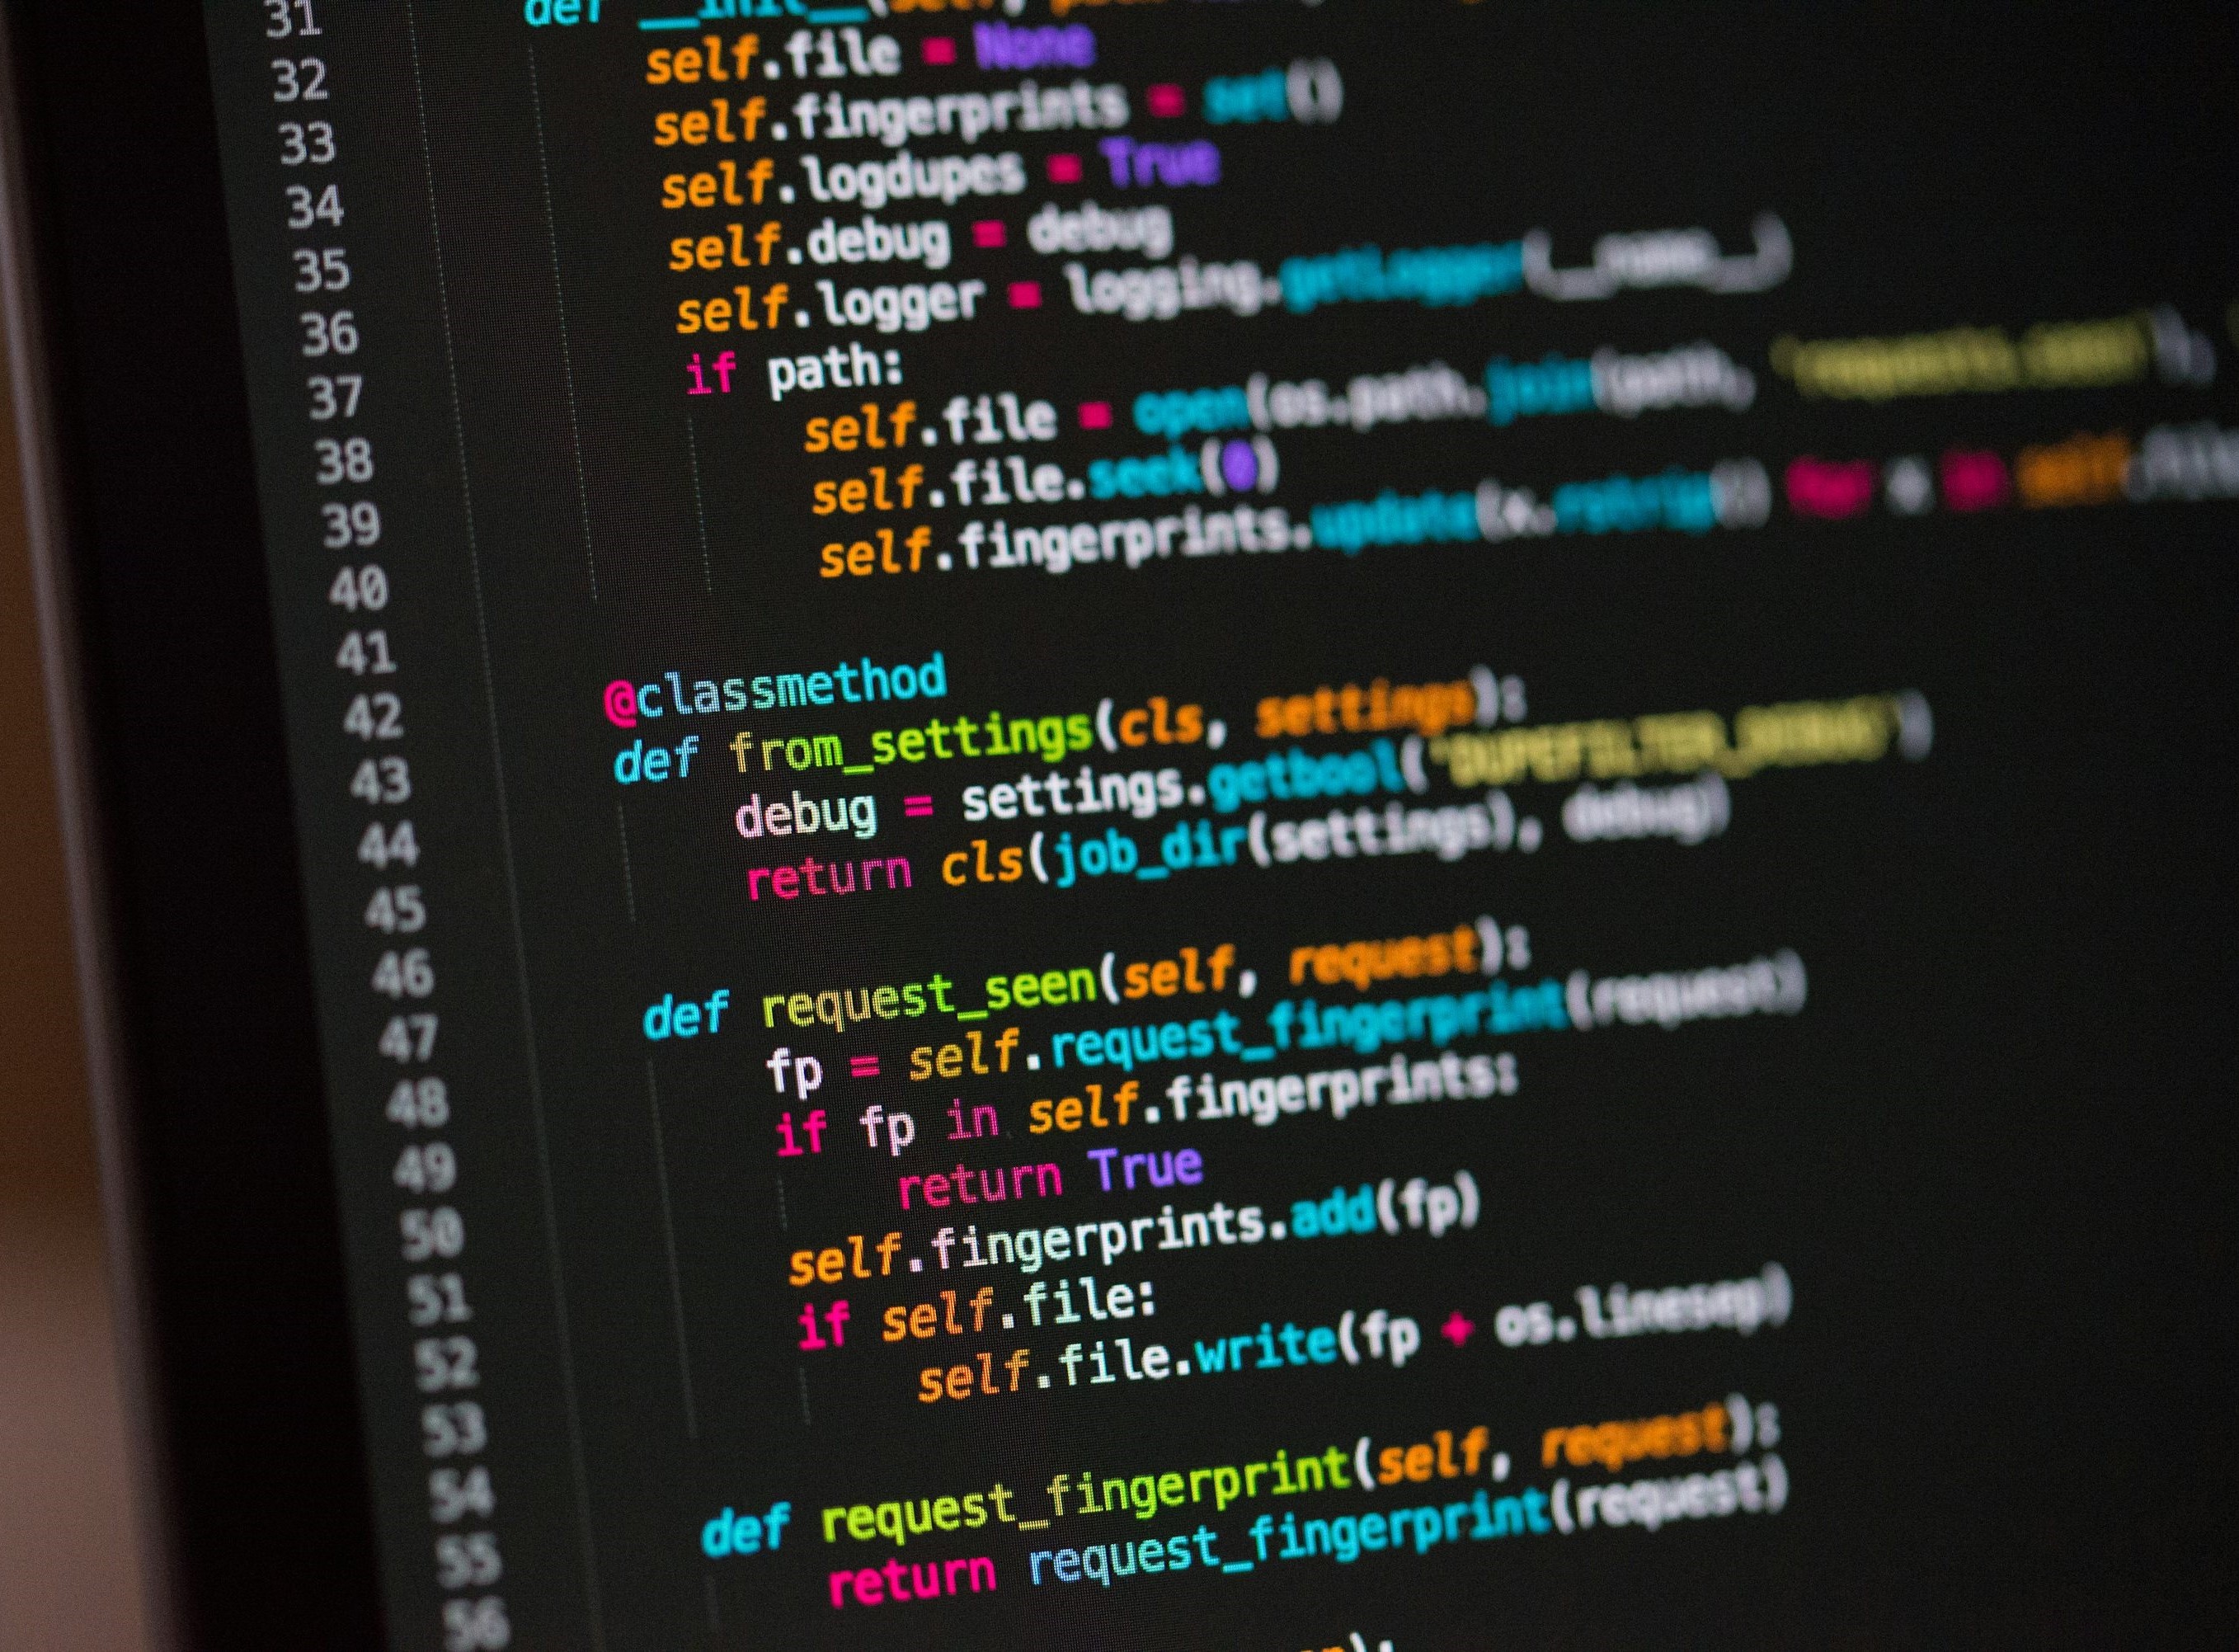 31 def __init__(self,
32 self.file = None
33 self.fingerprints = set()
34 self.logdupes = True
35 self.debug = debug
36 self.logger = logging.getLogger(__name__)
37 if path:
38 self.file = open(os.path.join(path, 'requests.seen'),
39 self.file.seek(0)
40 self.fingerprints.update(x.rstrip() for x in self.file
41
42 @classmethod
43 def from_settings(cls, settings):
44 debug = settings.getbool('DUPEFILTER_DEBUG')
45 return cls(job_dir(settings), debug)
46
47 def request_seen(self, request):
48 fp = self.request_fingerprint(request)
49 if fp in self.fingerprints:
50 return True
51 self.fingerprints.add(fp)
52 if self.file:
53 self.file.write(fp + os.linesep)
54
55 def request_fingerprint(self, request):
56 return request_fingerprint(request)